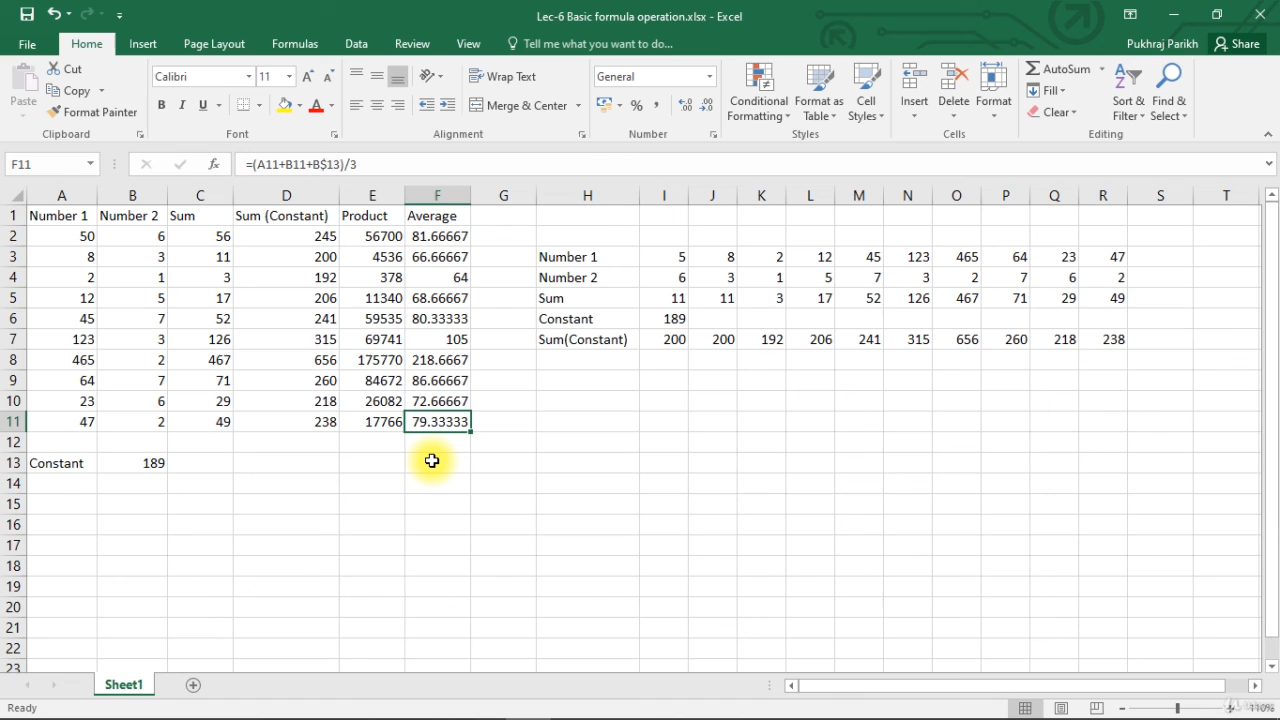 Lec-6 Basic formula operation.xlsx - Excel
File Home Insert Page Layout Formulas Data Review View Tell me what you want to do... Pukhraj Parikh Share
Paste Cut Copy Format Painter Clipboard
Calibri 11 B I U A A A Font
Wrap Text Merge & Center Alignment
General % , Number
Conditional Formatting Format as Table Cell Styles Styles
Insert Delete Format Cells
AutoSum Fill Clear Sort & Filter Find & Select Editing
F11 fx =(A11+B11+B$13)/3
A B C D E F G H I J K L M N O P Q R S T
1 Number 1 Number 2 Sum Sum (Constant) Product Average
2 50 6 56 245 56700 81.66667
3 8 3 11 200 4536 66.66667 Number 1 5 8 2 12 45 123 465 64 23 47
4 2 1 3 192 378 64 Number 2 6 3 1 5 7 3 2 7 6 2
5 12 5 17 206 11340 68.66667 Sum 11 11 3 17 52 126 467 71 29 49
6 45 7 52 241 59535 80.33333 Constant 189
7 123 3 126 315 69741 105 Sum(Constant) 200 200 192 206 241 315 656 260 218 238
8 465 2 467 656 175770 218.6667
9 64 7 71 260 84672 86.66667
10 23 6 29 218 26082 72.66667
11 47 2 49 238 17766 79.33333
12
13 Constant 189
14
15
16
17
18
19
20
21
22
23
Sheet1
Ready 110%